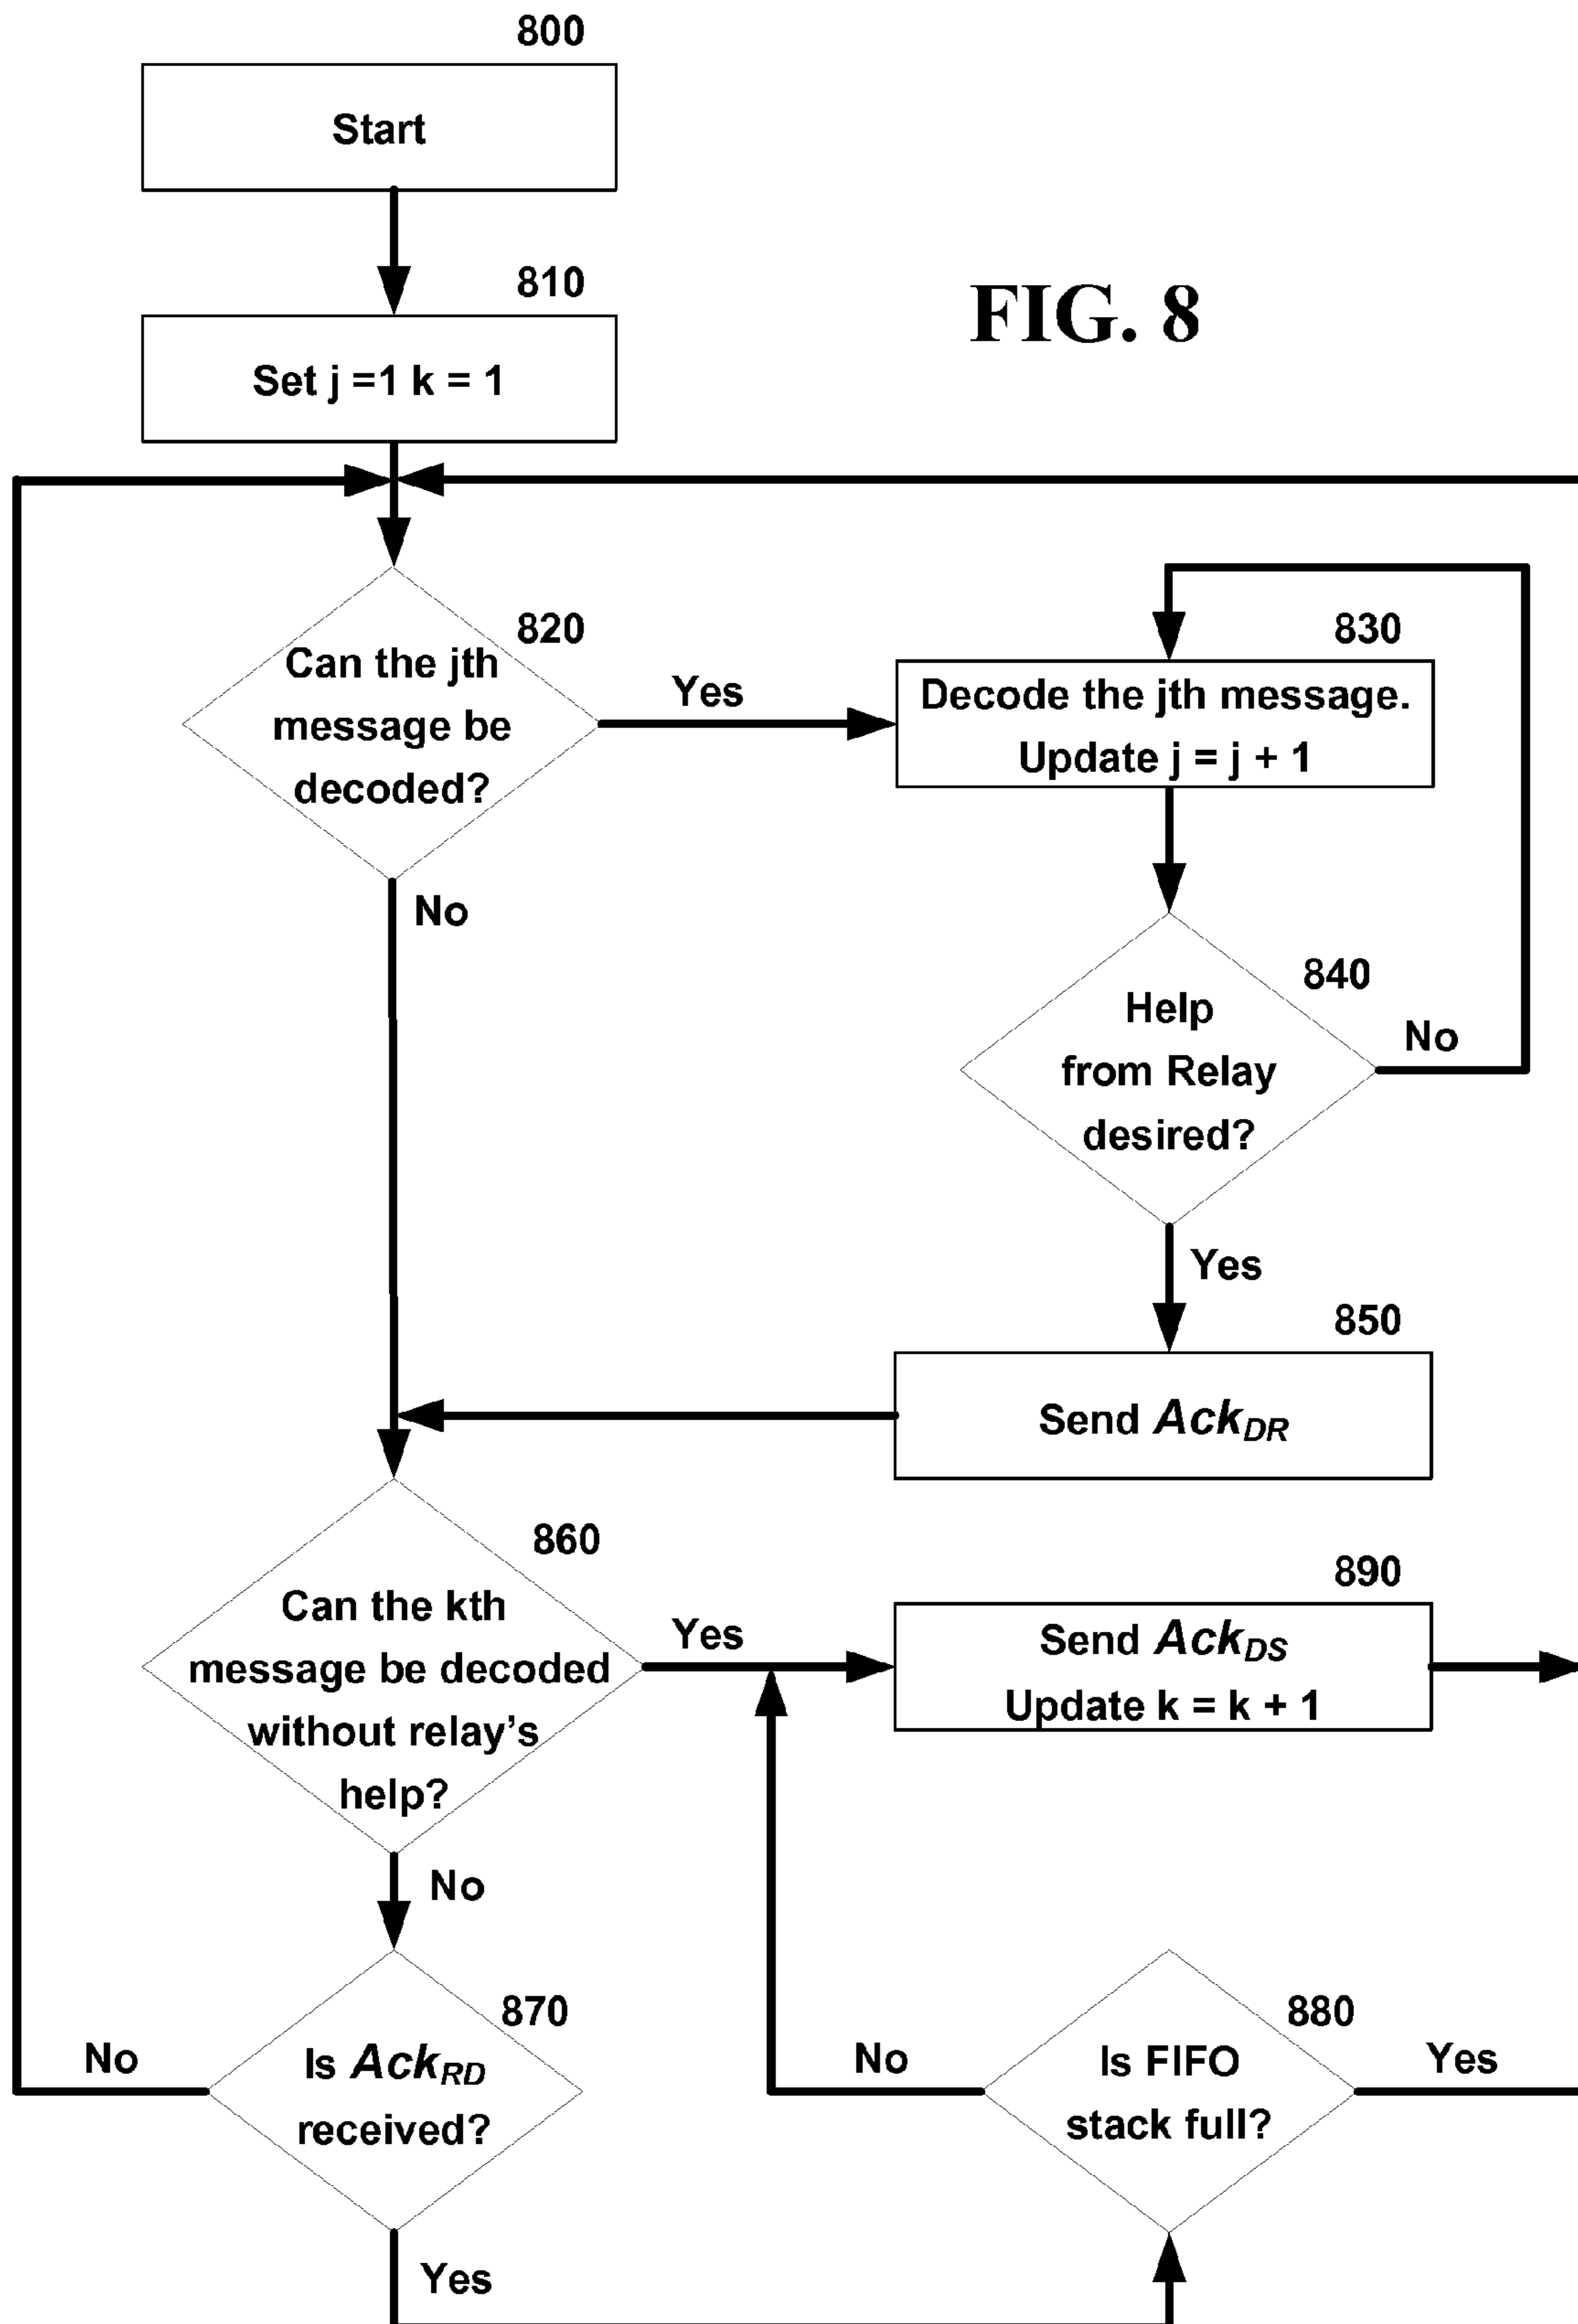 800
Start
810
FIG. 8
Set j =1 k = 1
820
Can the jth
message be
decoded?
Yes
830
Decode the jth message.
Update j = j + 1
No
840
Help
from Relay
desired?
No
Yes
850
Send Ack_DR
860
Can the kth
message be decoded
without relay's
help?
Yes
890
Send Ack_DS
Update k = k + 1
No
870
Is Ack_RD
received?
No
Yes
880
Is FIFO
stack full?
No
Yes